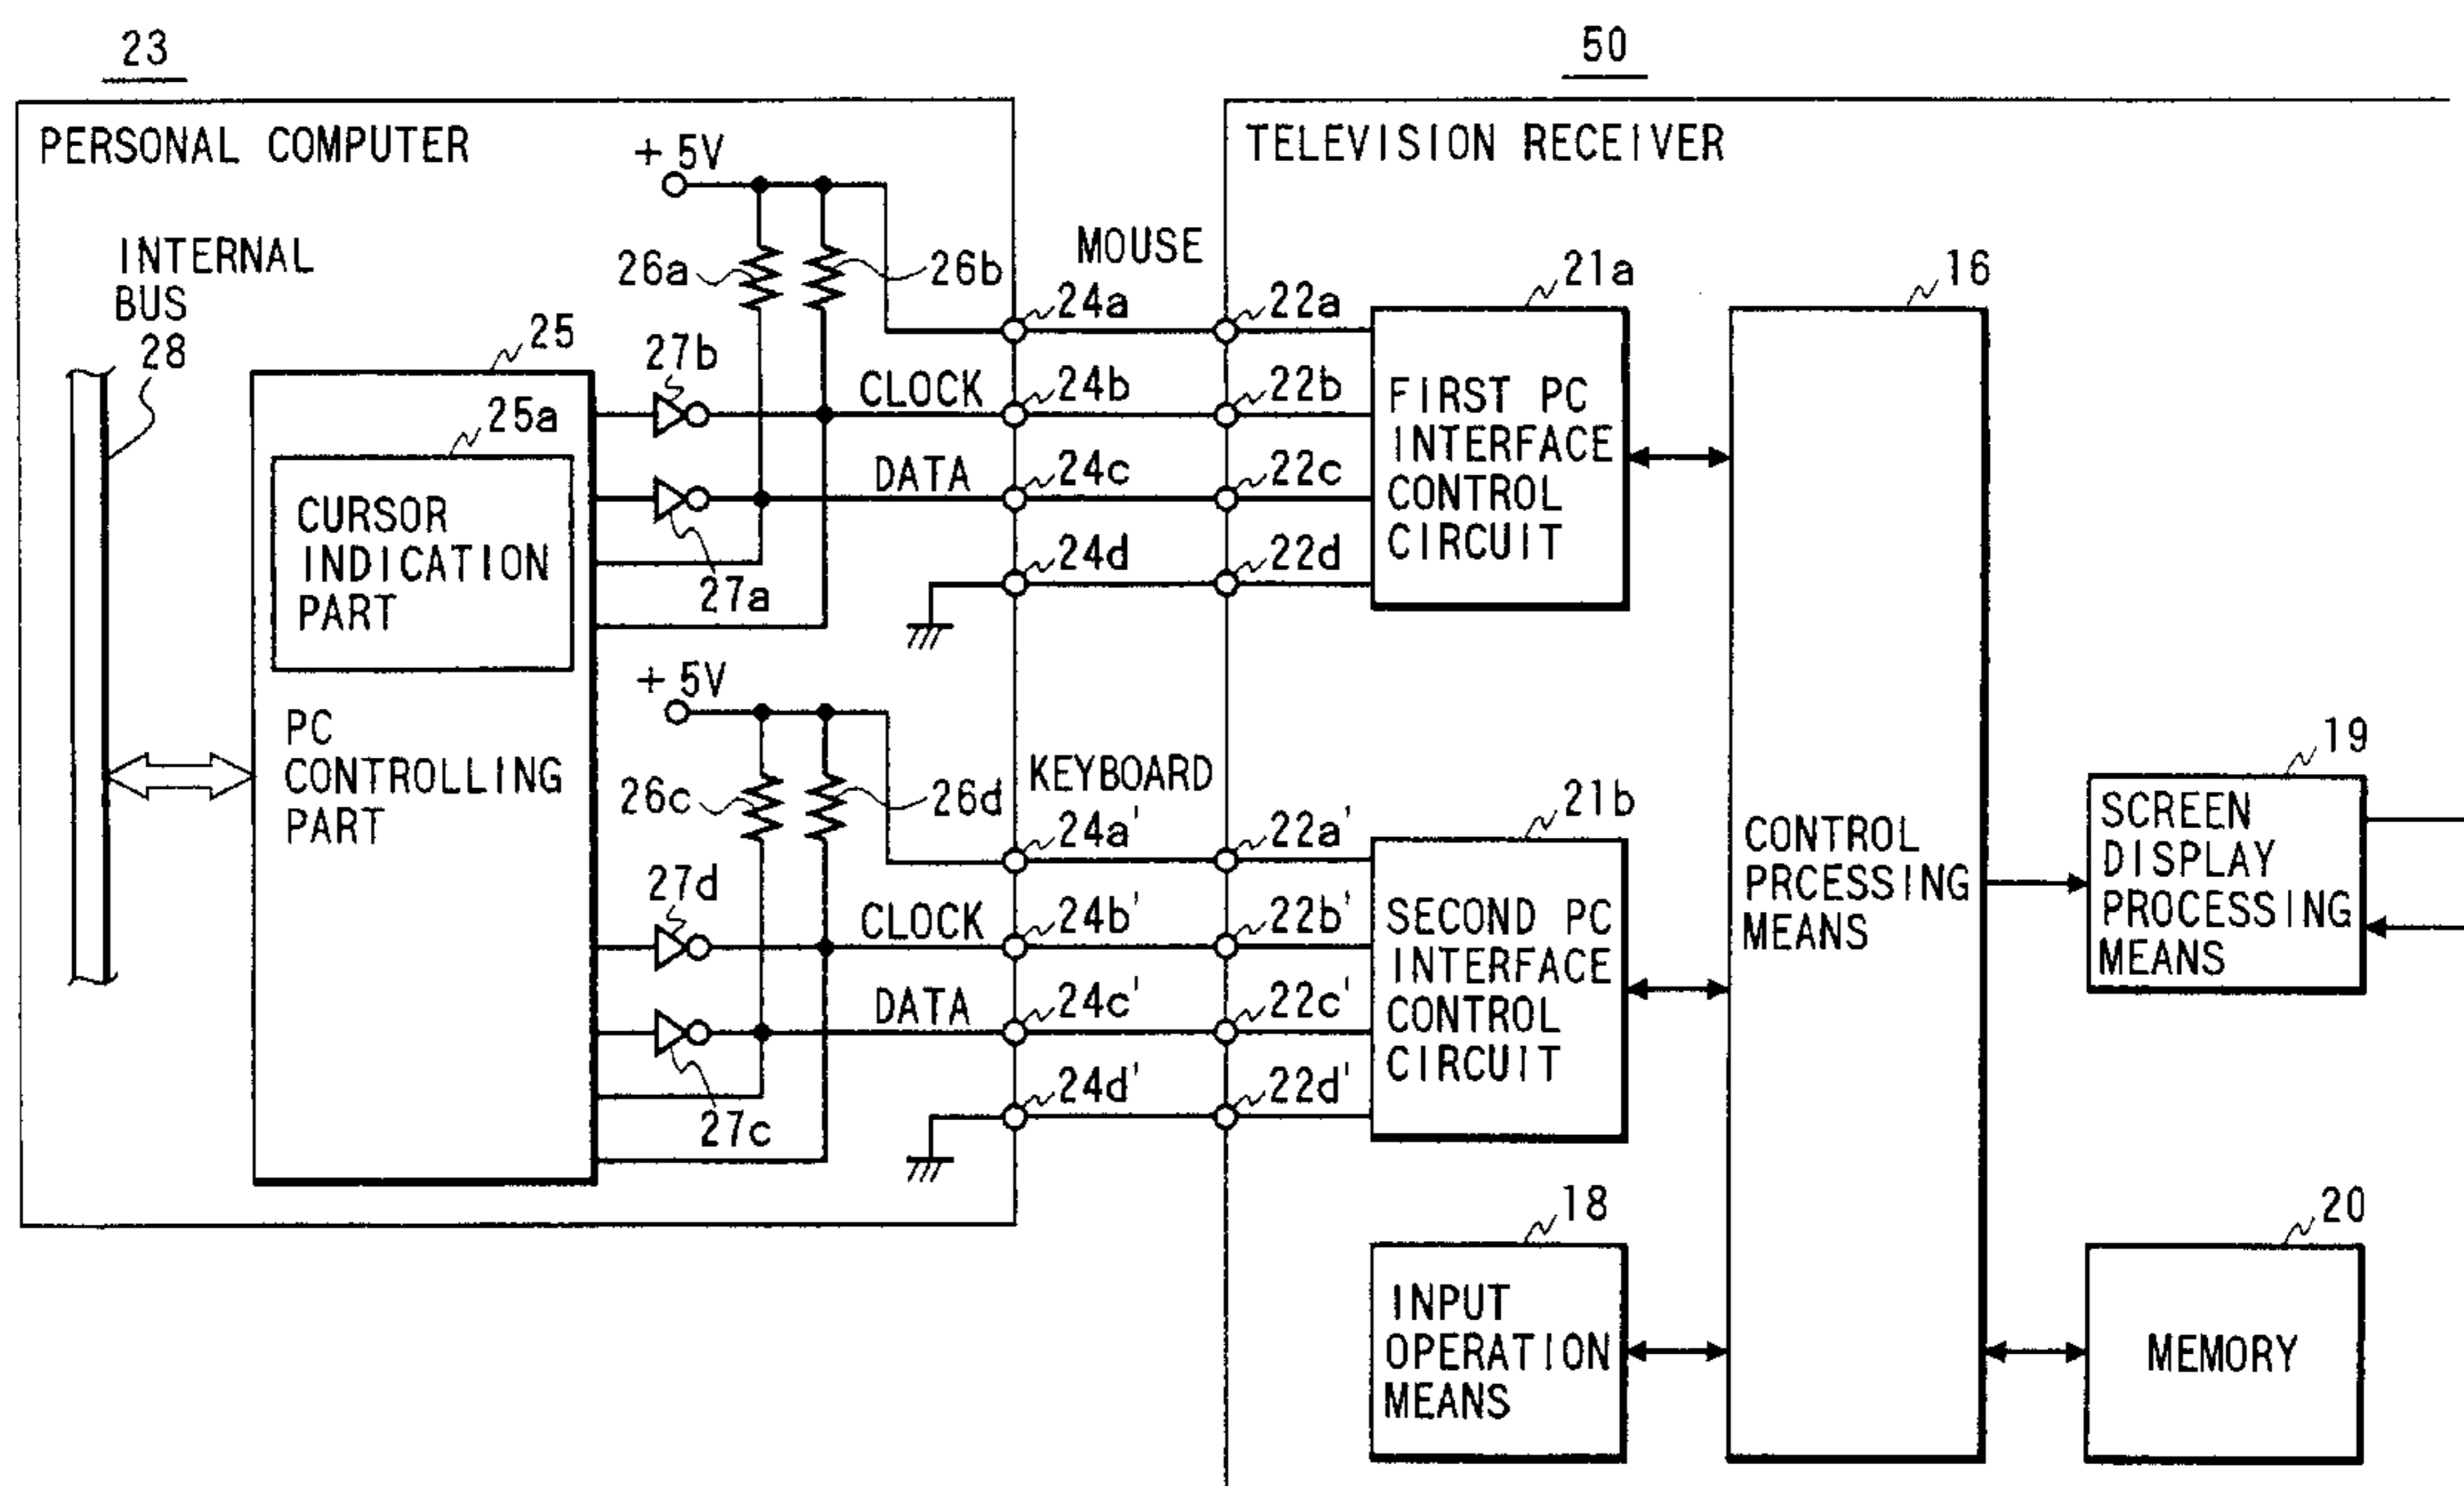 23
50
PERSONAL COMPUTER
+5V
TELEVISION RECEIVER
INTERNAL
BUS
28
26a
26b
MOUSE
24a
22a
21a
16
25
27b
CLOCK
24b
22b
FIRST PC
INTERFACE
CONTROL
CIRCUIT
25a
DATA
24c
22c
CURSOR
INDICATION
PART
27a
24d
22d
+5V
PC
CONTROLLING
PART
26c
26d
KEYBOARD
24a'
22a'
21b
19
CONTROL
PRCESSING
MEANS
SCREEN
DISPLAY
PROCESSING
MEANS
27d
CLOCK
24b'
22b'
SECOND PC
INTERFACE
CONTROL
CIRCUIT
DATA
24c'
22c'
27c
24d'
22d'
18
20
INPUT
OPERATION
MEANS
MEMORY